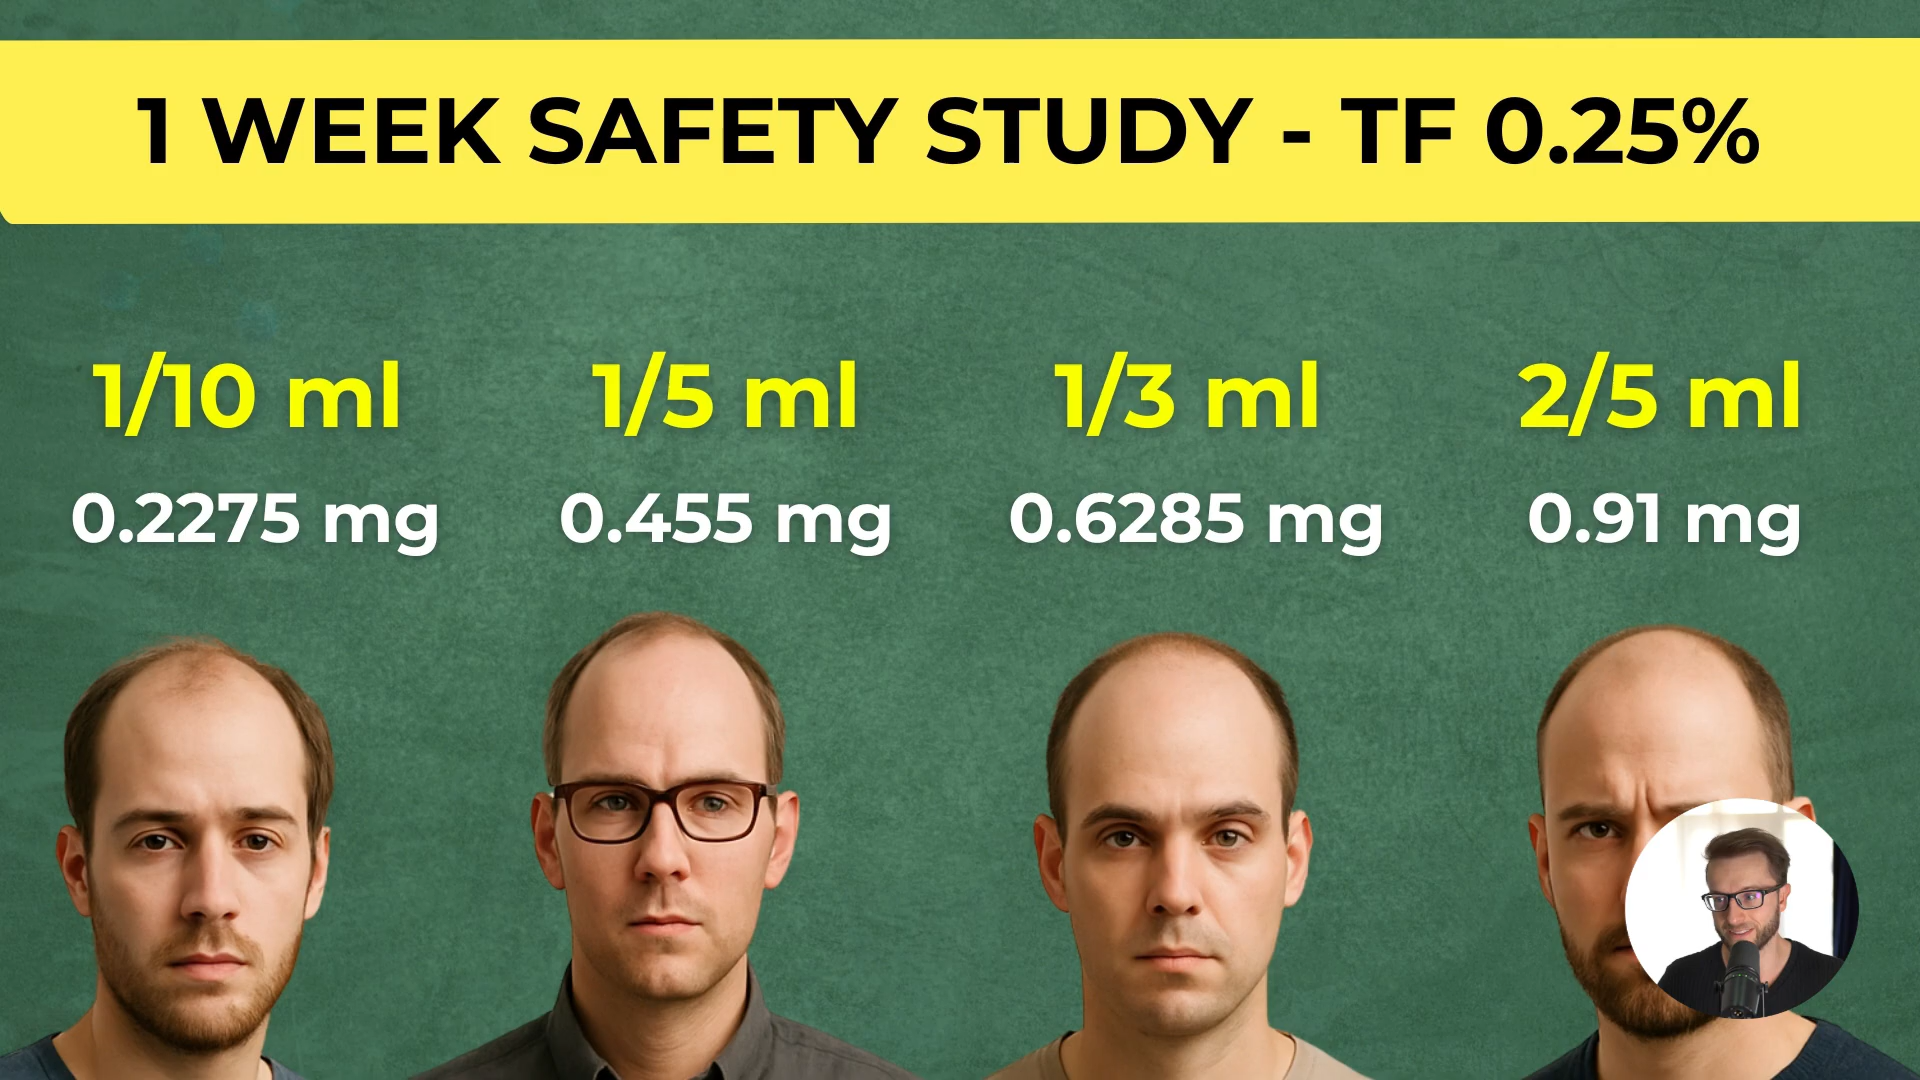 1 WEEK SAFETY STUDY - TF 0.25%
1/10 ml 1/5 ml 1/3 ml 2/5 ml
0.2275 mg 0.455 mg 0.6285 mg 0.91 mg